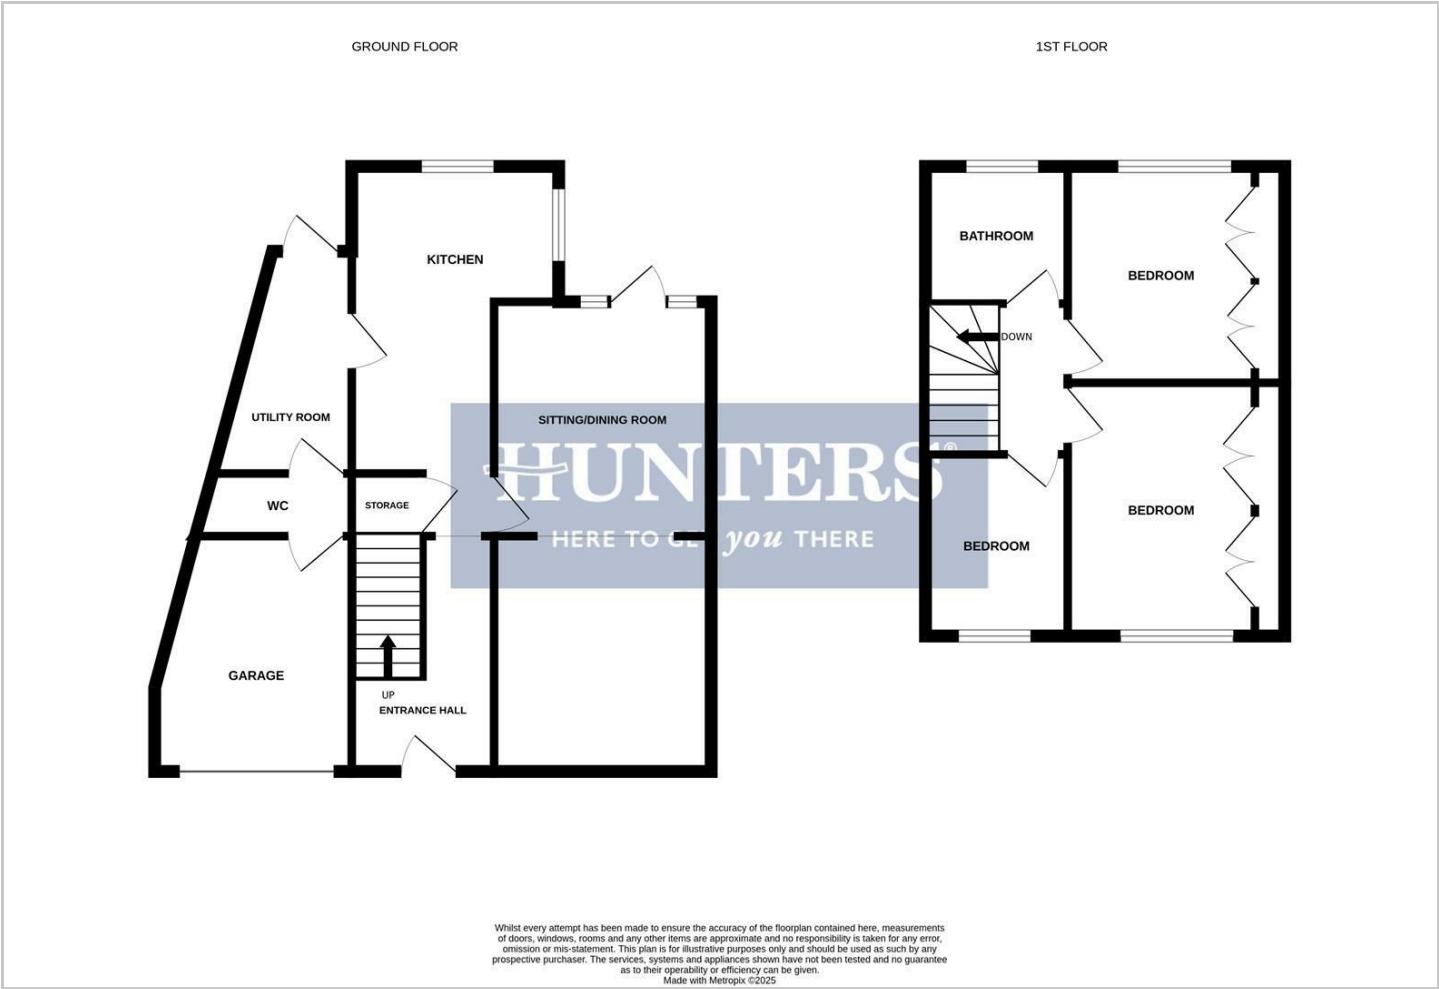 GROUND FLOOR
1ST FLOOR
KITCHEN
BATHROOM
BEDROOM
DOWN
UTILITY ROOM
SITTING/DINING ROOM
HUNTERS®
WC
STORAGE
BEDROOM
HERE TO GET you THERE
BEDROOM
GARAGE
UP
ENTRANCE HALL
Whilst every attempt has been made to ensure the accuracy of the floorplan contained here, measurements
of doors, windows, rooms and any other items are approximate and no responsibility is taken for any error,
omission or mis-statement. This plan is for illustrative purposes only and should be used as such by any
prospective purchaser. The services, systems and appliances shown have not been tested and no guarantee
as to their operability or efficiency can be given.
Made with Metropix ©2025